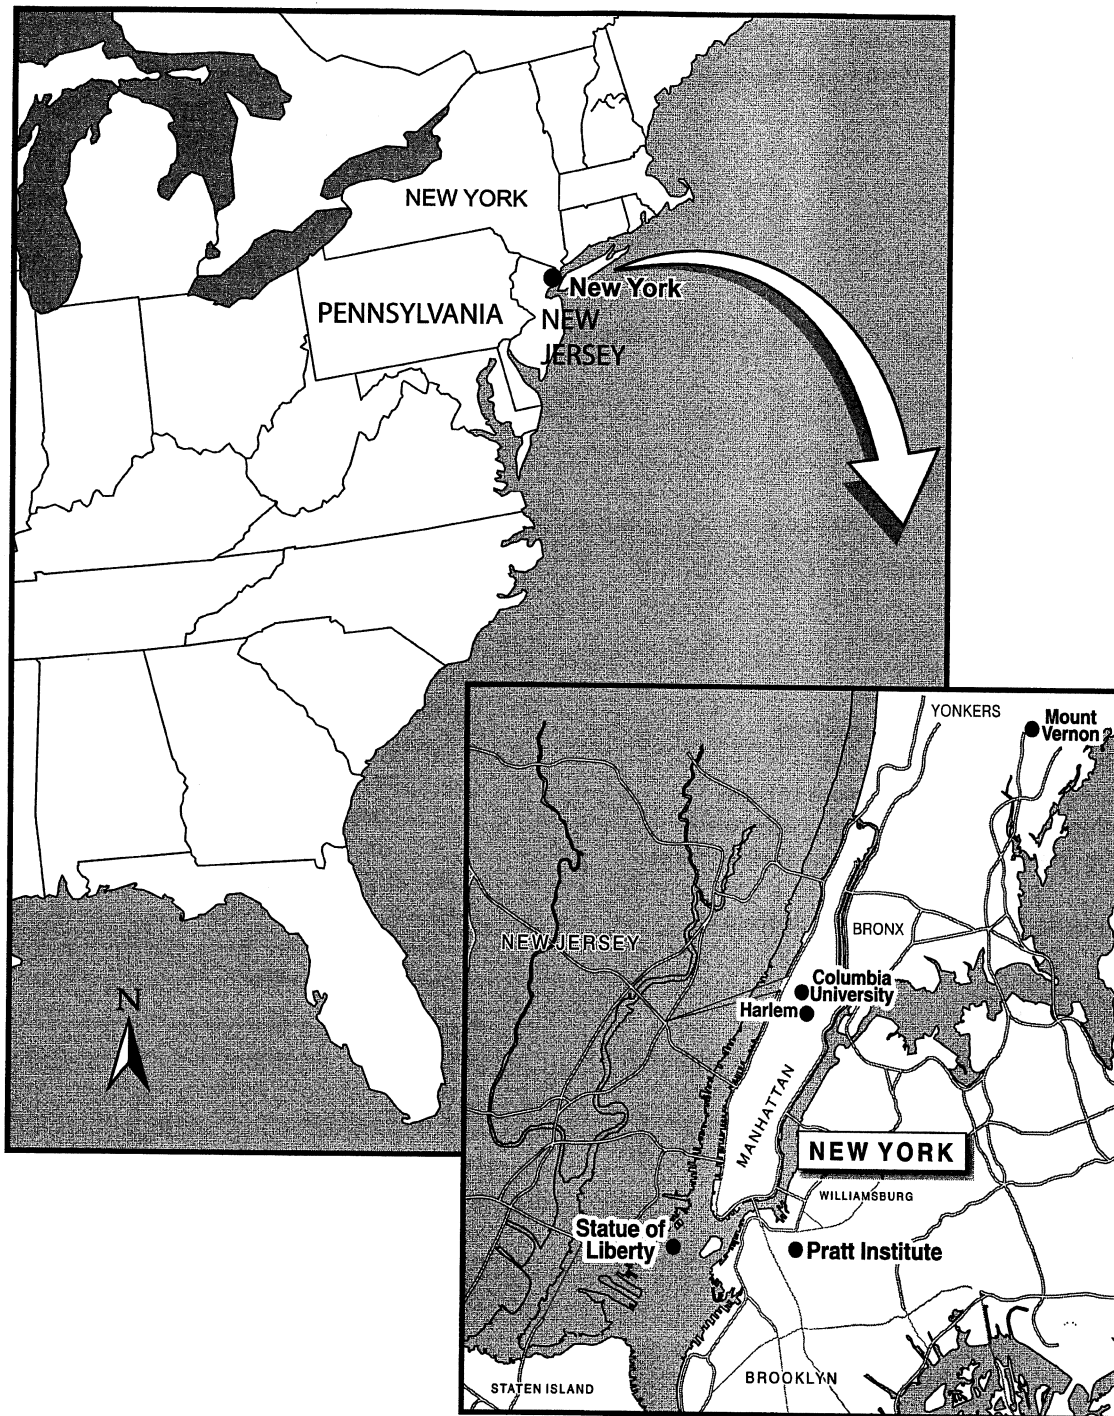 NEW YORK
New York
PENNSYLVANIA
NEW
JERSEY
N
YONKERS
Mount
Vernon
BRONX
NEW JERSEY
Columbia
University
Harlem
MANHATTAN
NEW YORK
WILLIAMSBURG
Statue of
Liberty
Pratt Institute
BROOKLYN
STATEN ISLAND